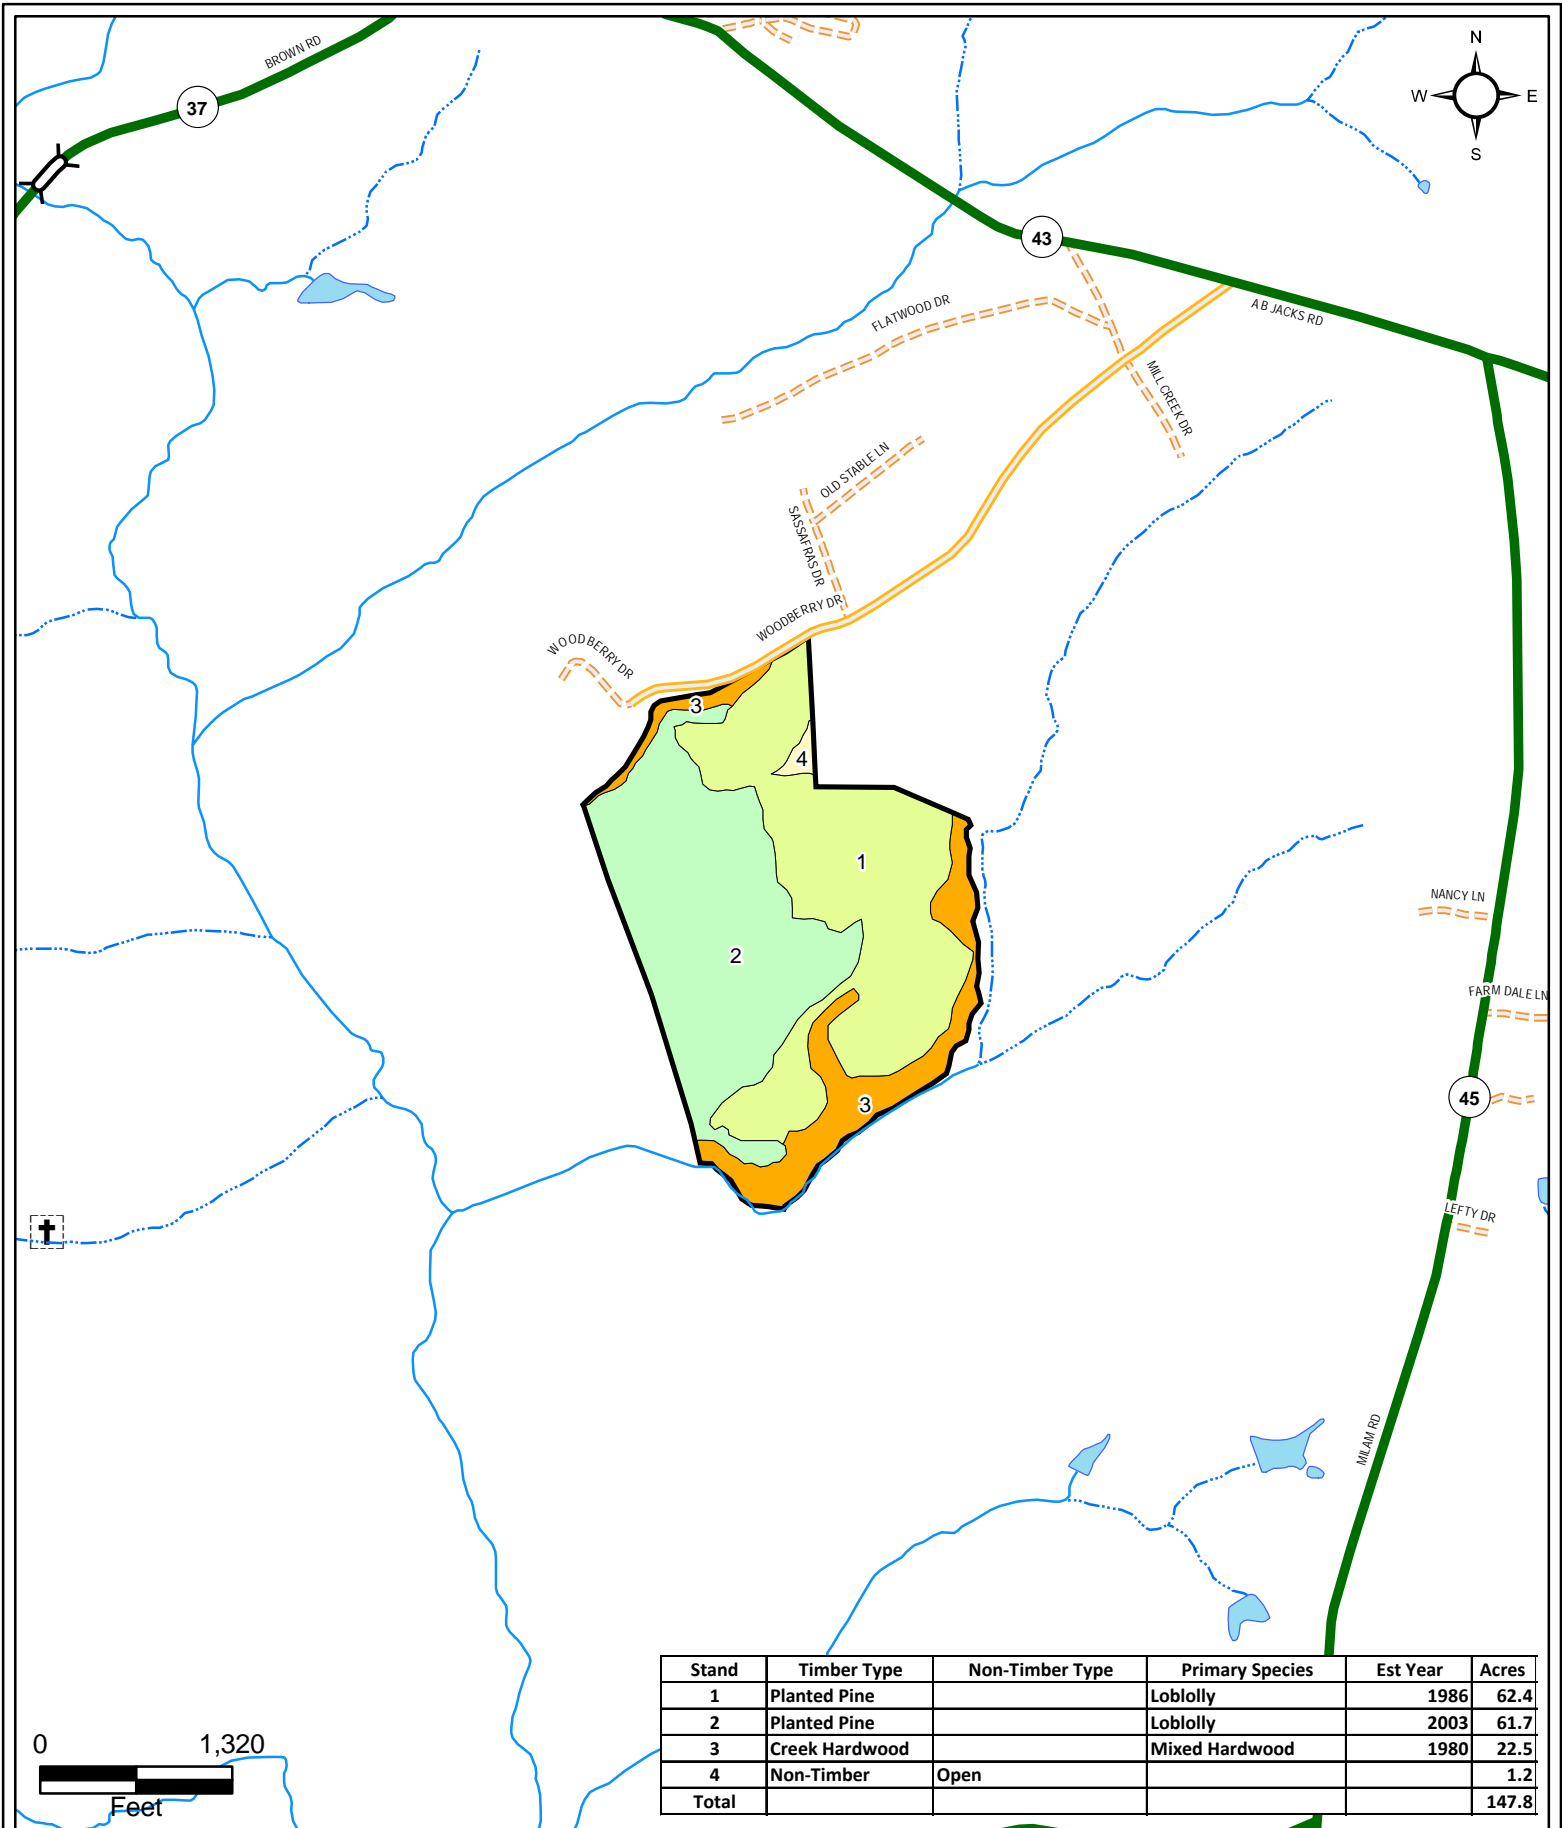 BROWN RD
37
N
W E
S
43
A B JACKS RD
FLATWOOD DR
MILL CREEK DR
OLD STABLE LN
SASSAFRAS DR
WOODBERRY DR
WOODBERRY DR
3
4
1
2
3
NANCY LN
FARM DALE LN
45
LEFTY DR
MILAM RD
Stand Timber Type Non-Timber Type Primary Species Est Year Acres
1 Planted Pine Loblolly 1986 62.4
2 Planted Pine Loblolly 2003 61.7
3 Creek Hardwood Mixed Hardwood 1980 22.5
4 Non-Timber Open 1.2
Total 147.8
0 1,320
Feet